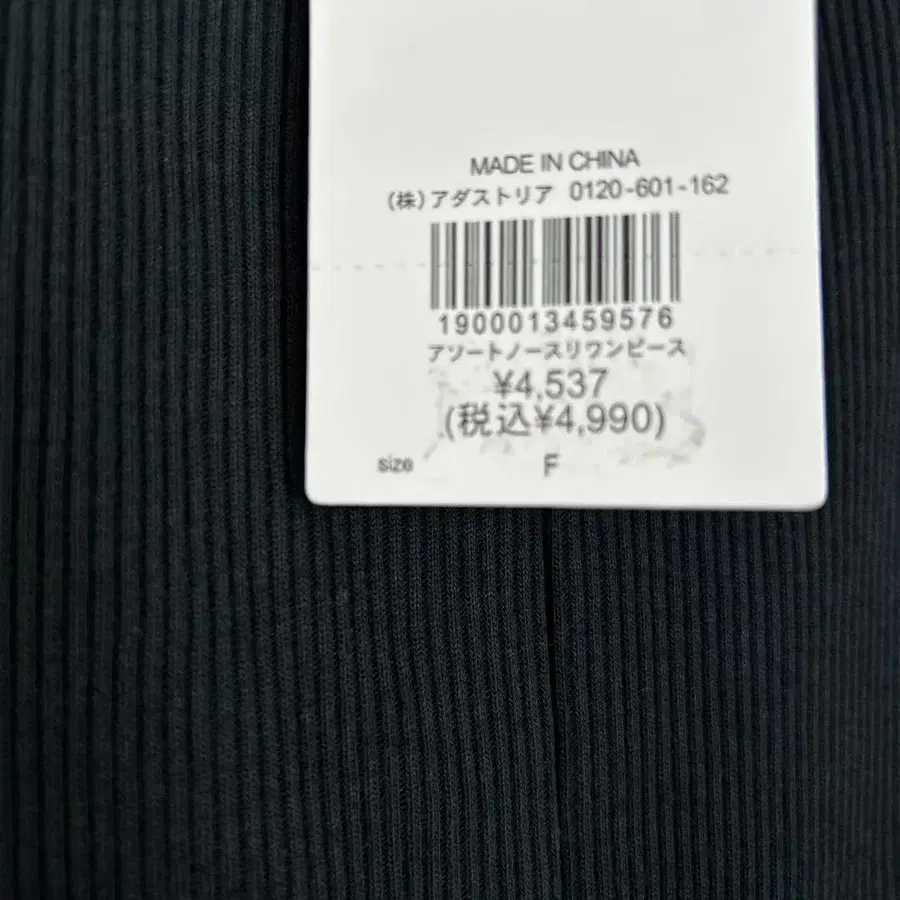 MADE IN CHINA
(株)アダストリア 0120-601-162
1900013459576
アソートノースリワンピース
¥4,537
(税込¥4,990)
size F